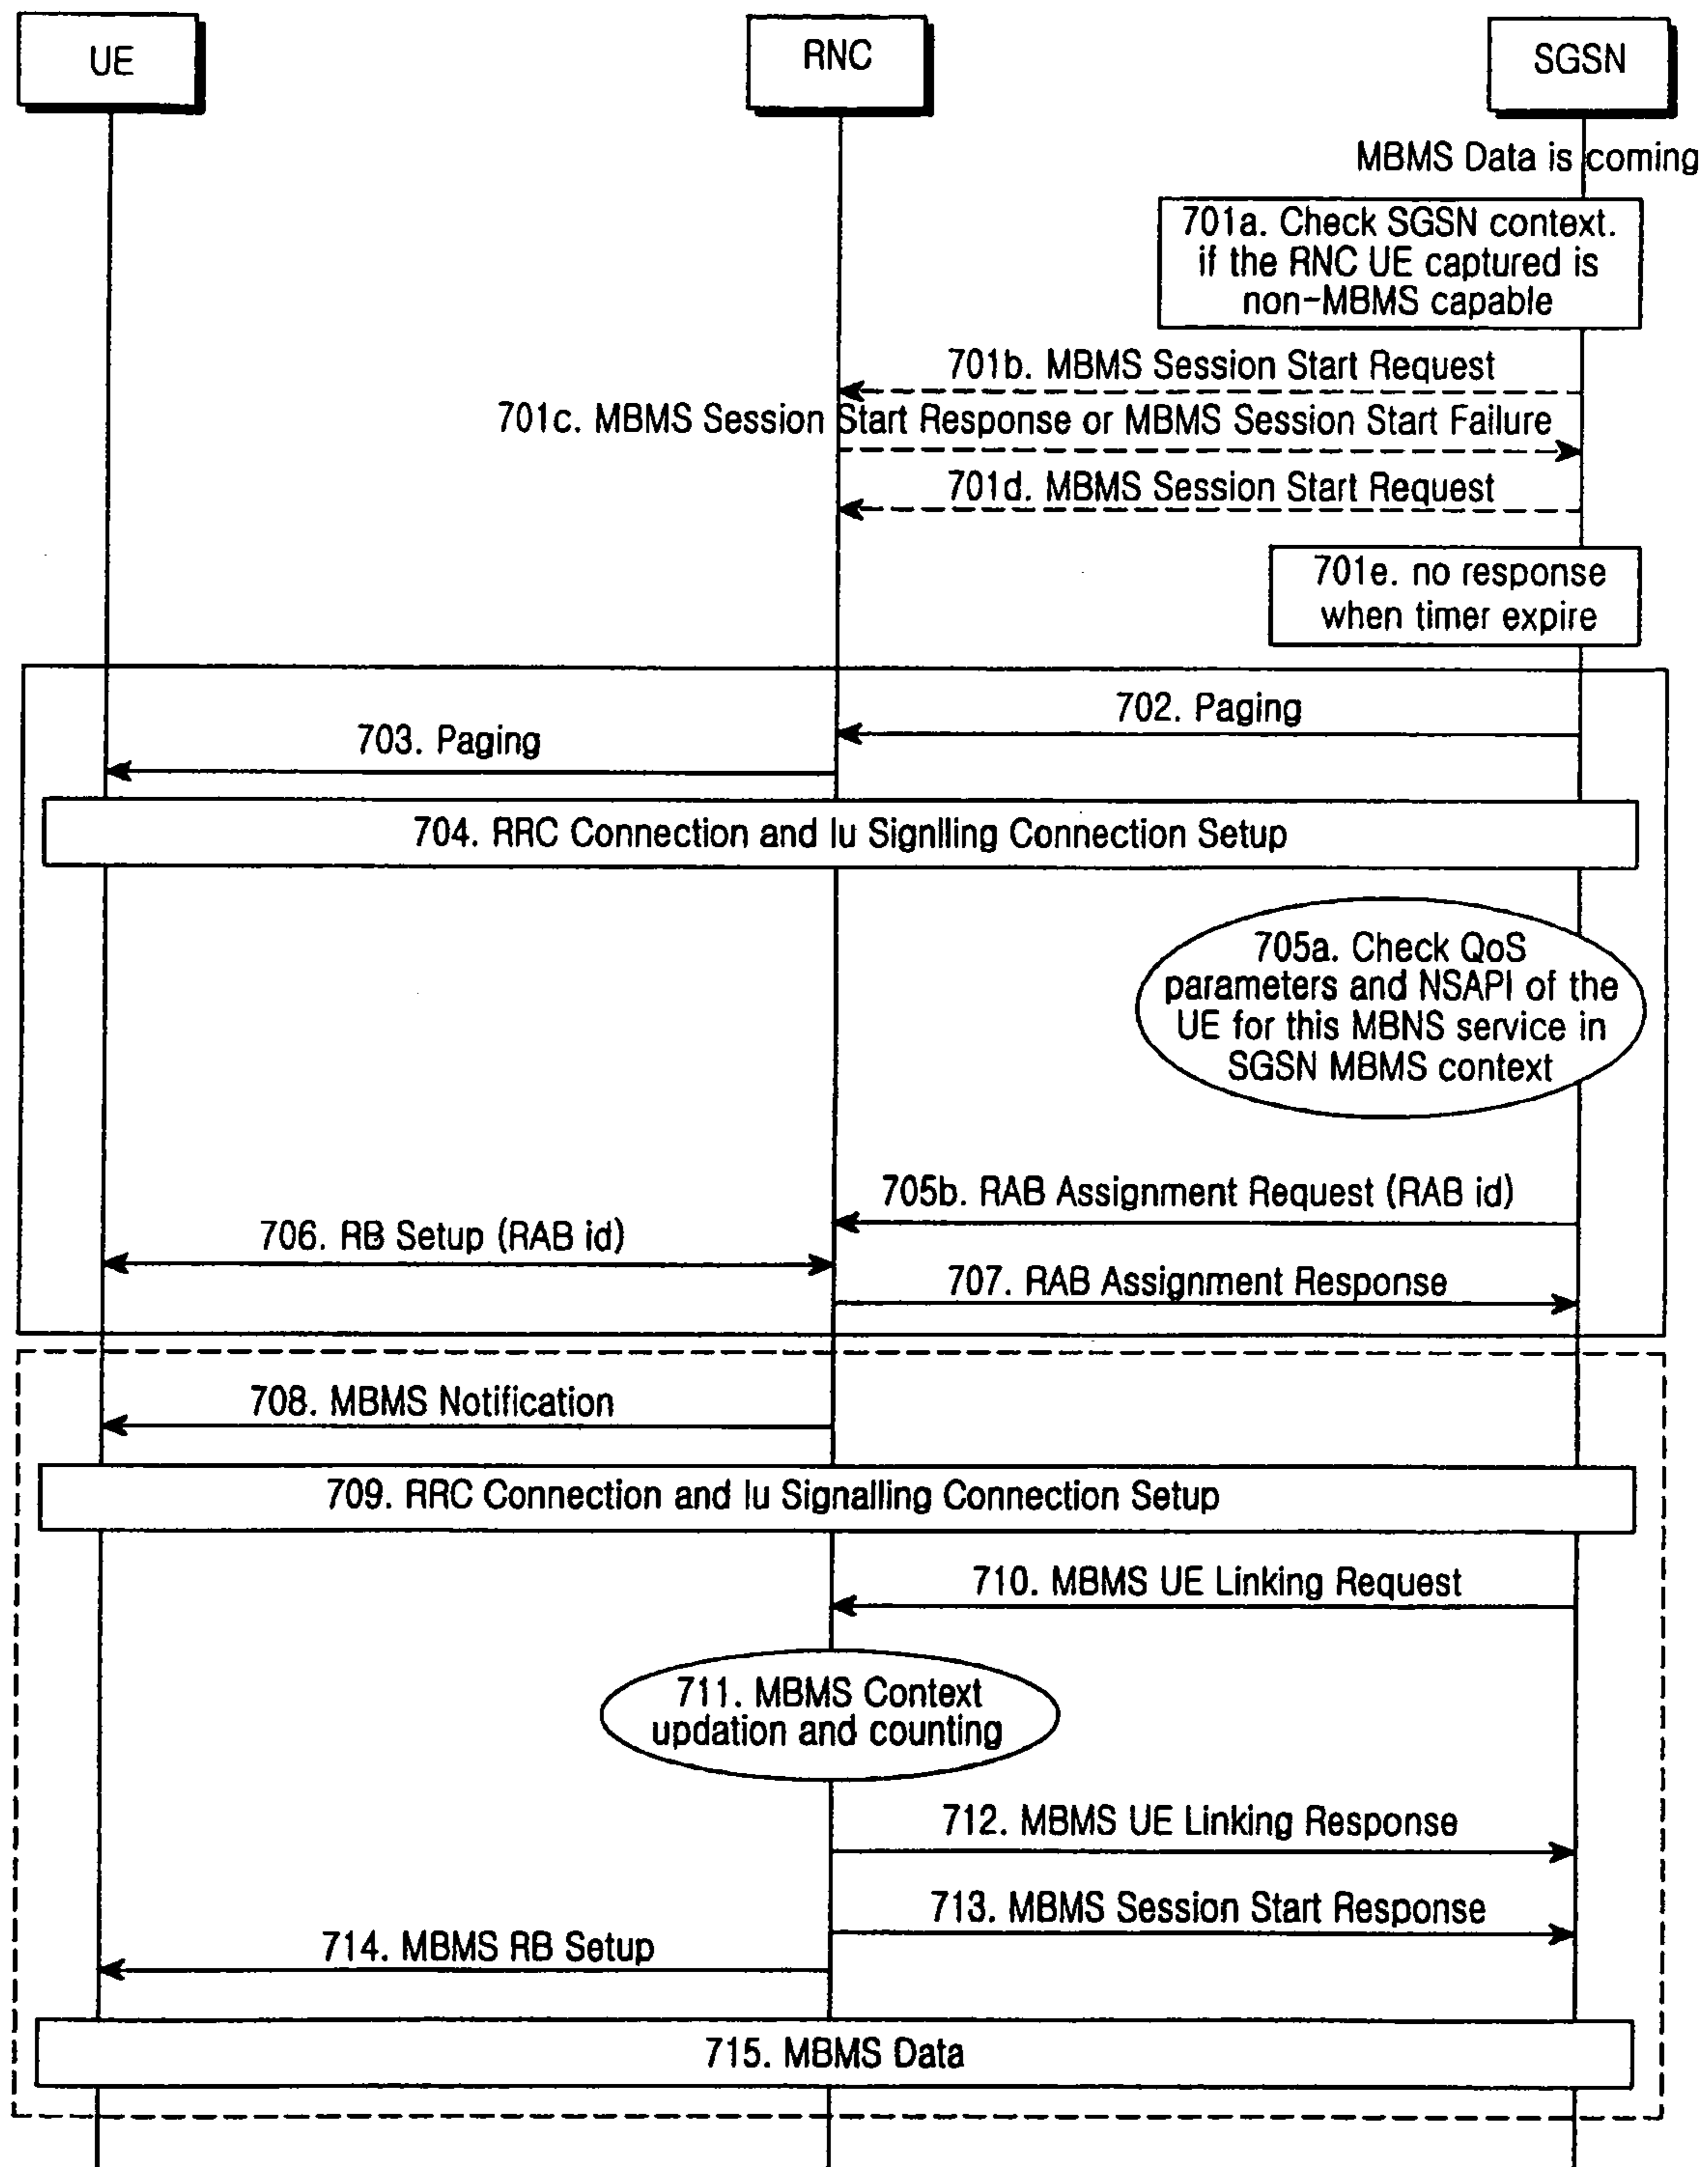 UE
RNC
SGSN
MBMS Data is coming
701a. Check SGSN context.
if the RNC UE captured is
non-MBMS capable
701b. MBMS Session Start Request
701c. MBMS Session Start Response or MBMS Session Start Failure
701d. MBMS Session Start Request
701e. no response
when timer expire
702. Paging
703. Paging
704. RRC Connection and Iu Signlling Connection Setup
705a. Check QoS
parameters and NSAPI of the
UE for this MBNS service in
SGSN MBMS context
705b. RAB Assignment Request (RAB id)
706. RB Setup (RAB id)
707. RAB Assignment Response
708. MBMS Notification
709. RRC Connection and Iu Signalling Connection Setup
710. MBMS UE Linking Request
711. MBMS Context
updation and counting
712. MBMS UE Linking Response
713. MBMS Session Start Response
714. MBMS RB Setup
715. MBMS Data